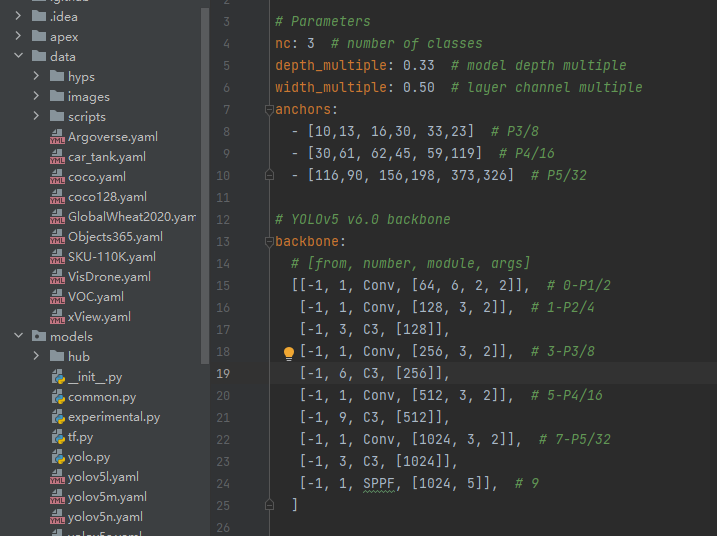 .idea
apex
data
hyps
images
scripts
Argoverse.yaml
car_tank.yaml
coco.yaml
coco128.yaml
GlobalWheat2020.yam
Objects365.yaml
SKU-110K.yaml
VisDrone.yaml
VOC.yaml
xView.yaml
models
hub
__init__.py
common.py
experimental.py
tf.py
yolo.py
yolov5l.yaml
yolov5m.yaml
yolov5n.yaml
3 # Parameters
4 nc: 3  # number of classes
5 depth_multiple: 0.33  # model depth multiple
6 width_multiple: 0.50  # layer channel multiple
7 anchors:
8   - [10,13, 16,30, 33,23]  # P3/8
9   - [30,61, 62,45, 59,119]  # P4/16
10   - [116,90, 156,198, 373,326]  # P5/32
11
12 # YOLOv5 v6.0 backbone
13 backbone:
14   # [from, number, module, args]
15   [[-1, 1, Conv, [64, 6, 2, 2]],  # 0-P1/2
16    [-1, 1, Conv, [128, 3, 2]],  # 1-P2/4
17    [-1, 3, C3, [128]],
18    [-1, 1, Conv, [256, 3, 2]],  # 3-P3/8
19    [-1, 6, C3, [256]],
20    [-1, 1, Conv, [512, 3, 2]],  # 5-P4/16
21    [-1, 9, C3, [512]],
22    [-1, 1, Conv, [1024, 3, 2]],  # 7-P5/32
23    [-1, 3, C3, [1024]],
24    [-1, 1, SPPF, [1024, 5]],  # 9
25   ]
26